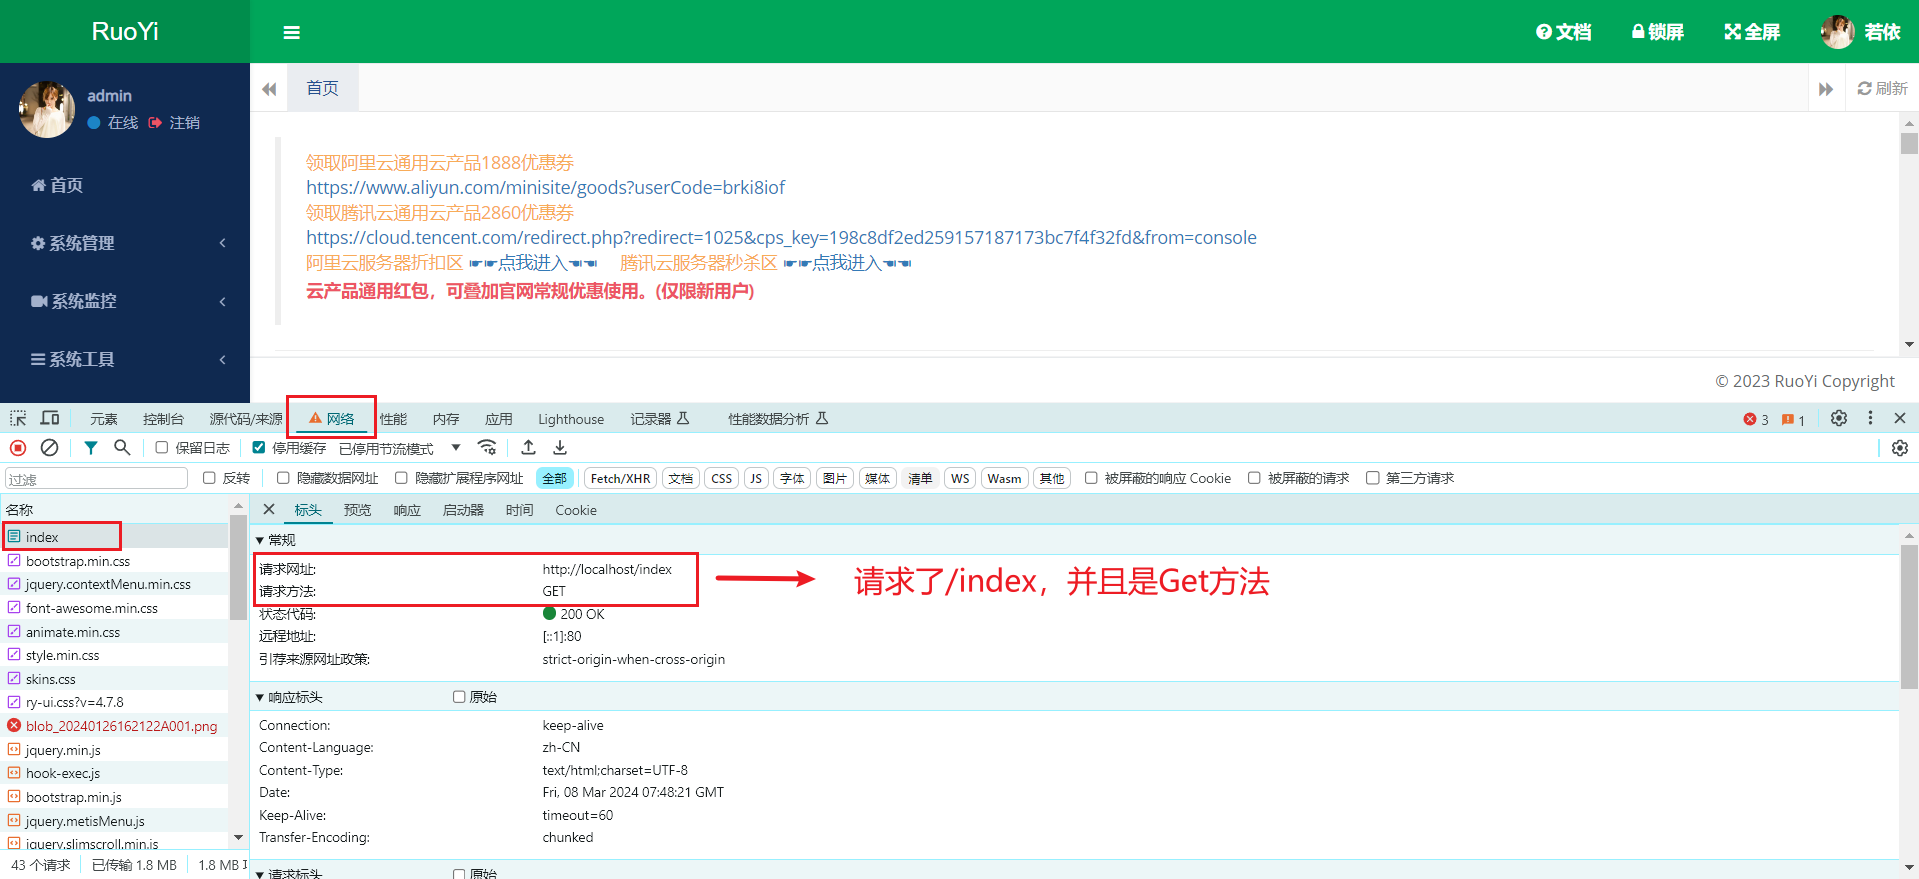 RuoYi
文档 锁屏 全屏 若依
admin
在线 注销
首页
系统管理
系统监控
系统工具
首页
刷新
领取阿里云通用云产品1888优惠券
https://www.aliyun.com/minisite/goods?userCode=brki8iof
领取腾讯云通用云产品2860优惠券
https://cloud.tencent.com/redirect.php?redirect=1025&cps_key=198c8df2ed259157187173bc7f4f32fd&from=console
阿里云服务器折扣区 ☛☛点我进入☚☚ 腾讯云服务器秒杀区 ☛☛点我进入☚☚
云产品通用红包，可叠加官网常规优惠使用。(仅限新用户)
© 2023 RuoYi Copyright
元素 控制台 源代码/来源 网络 性能 内存 应用 Lighthouse 记录器 性能数据分析 3 1
保留日志 停用缓存 已停用节流模式
过滤 反转 隐藏数据网址 隐藏扩展程序网址 全部 Fetch/XHR 文档 CSS JS 字体 图片 媒体 清单 WS Wasm 其他 被屏蔽的响应 Cookie 被屏蔽的请求 第三方请求
名称
index
bootstrap.min.css
jquery.contextMenu.min.css
font-awesome.min.css
animate.min.css
style.min.css
skins.css
ry-ui.css?v=4.7.8
blob_20240126162122A001.png
jquery.min.js
hook-exec.js
bootstrap.min.js
jquery.metisMenu.js
jquery.slimscroll.min.js
43 个请求 已传输 1.8 MB 1.8 MB
标头 预览 响应 启动器 时间 Cookie
常规
请求网址: http://localhost/index
请求方法: GET
请求了/index，并且是Get方法
状态代码: 200 OK
远程地址: [::1]:80
引荐来源网址政策: strict-origin-when-cross-origin
响应标头 原始
Connection: keep-alive
Content-Language: zh-CN
Content-Type: text/html;charset=UTF-8
Date: Fri, 08 Mar 2024 07:48:21 GMT
Keep-Alive: timeout=60
Transfer-Encoding: chunked
请求标头 原始